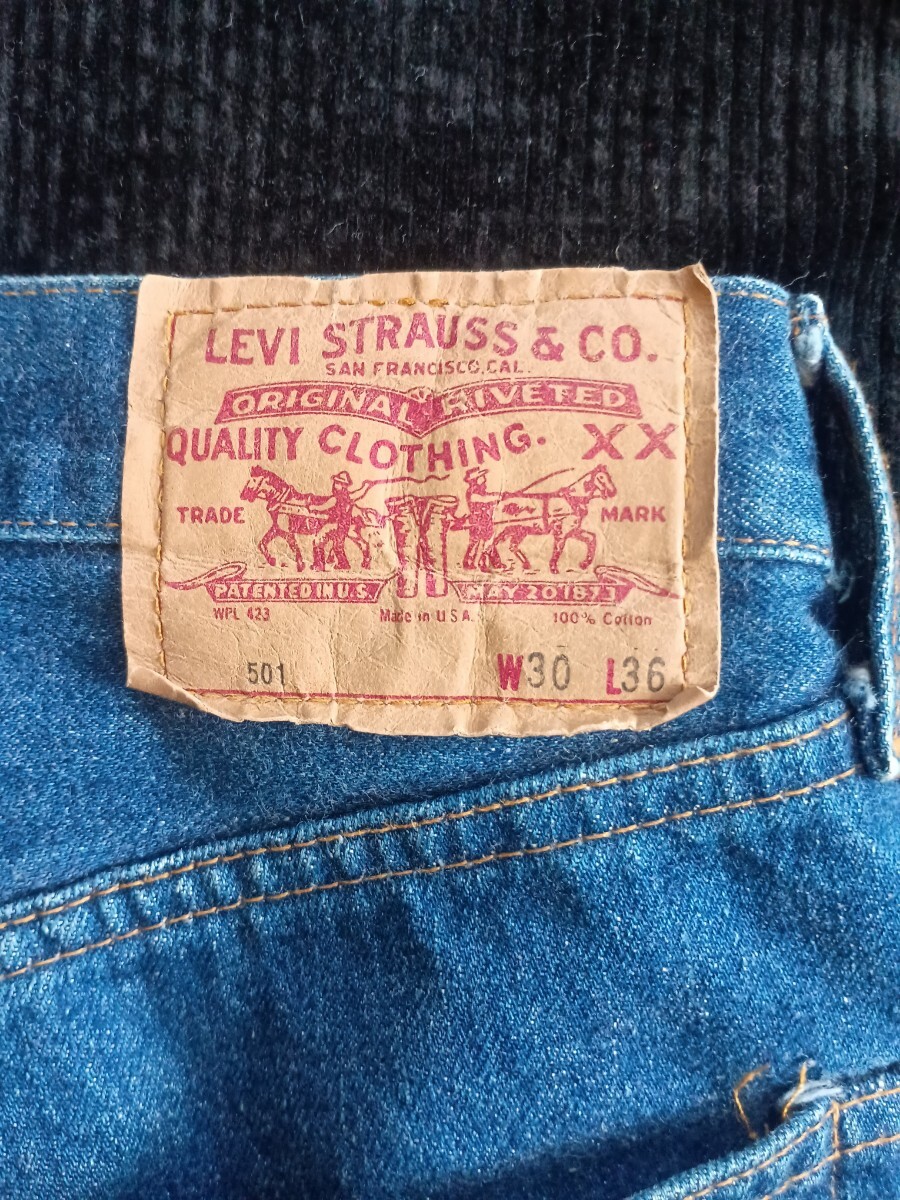 LEVI STRAUSS & CO.
SAN FRANCISCO, CAL.
ORIGINAL RIVETED
QUALITY CLOTHING. XX
TRADE MARK
PATENTED IN U.S. MAY 20 1873
WPL 423 Made in U S A 100% Cotton
501 W30 L36